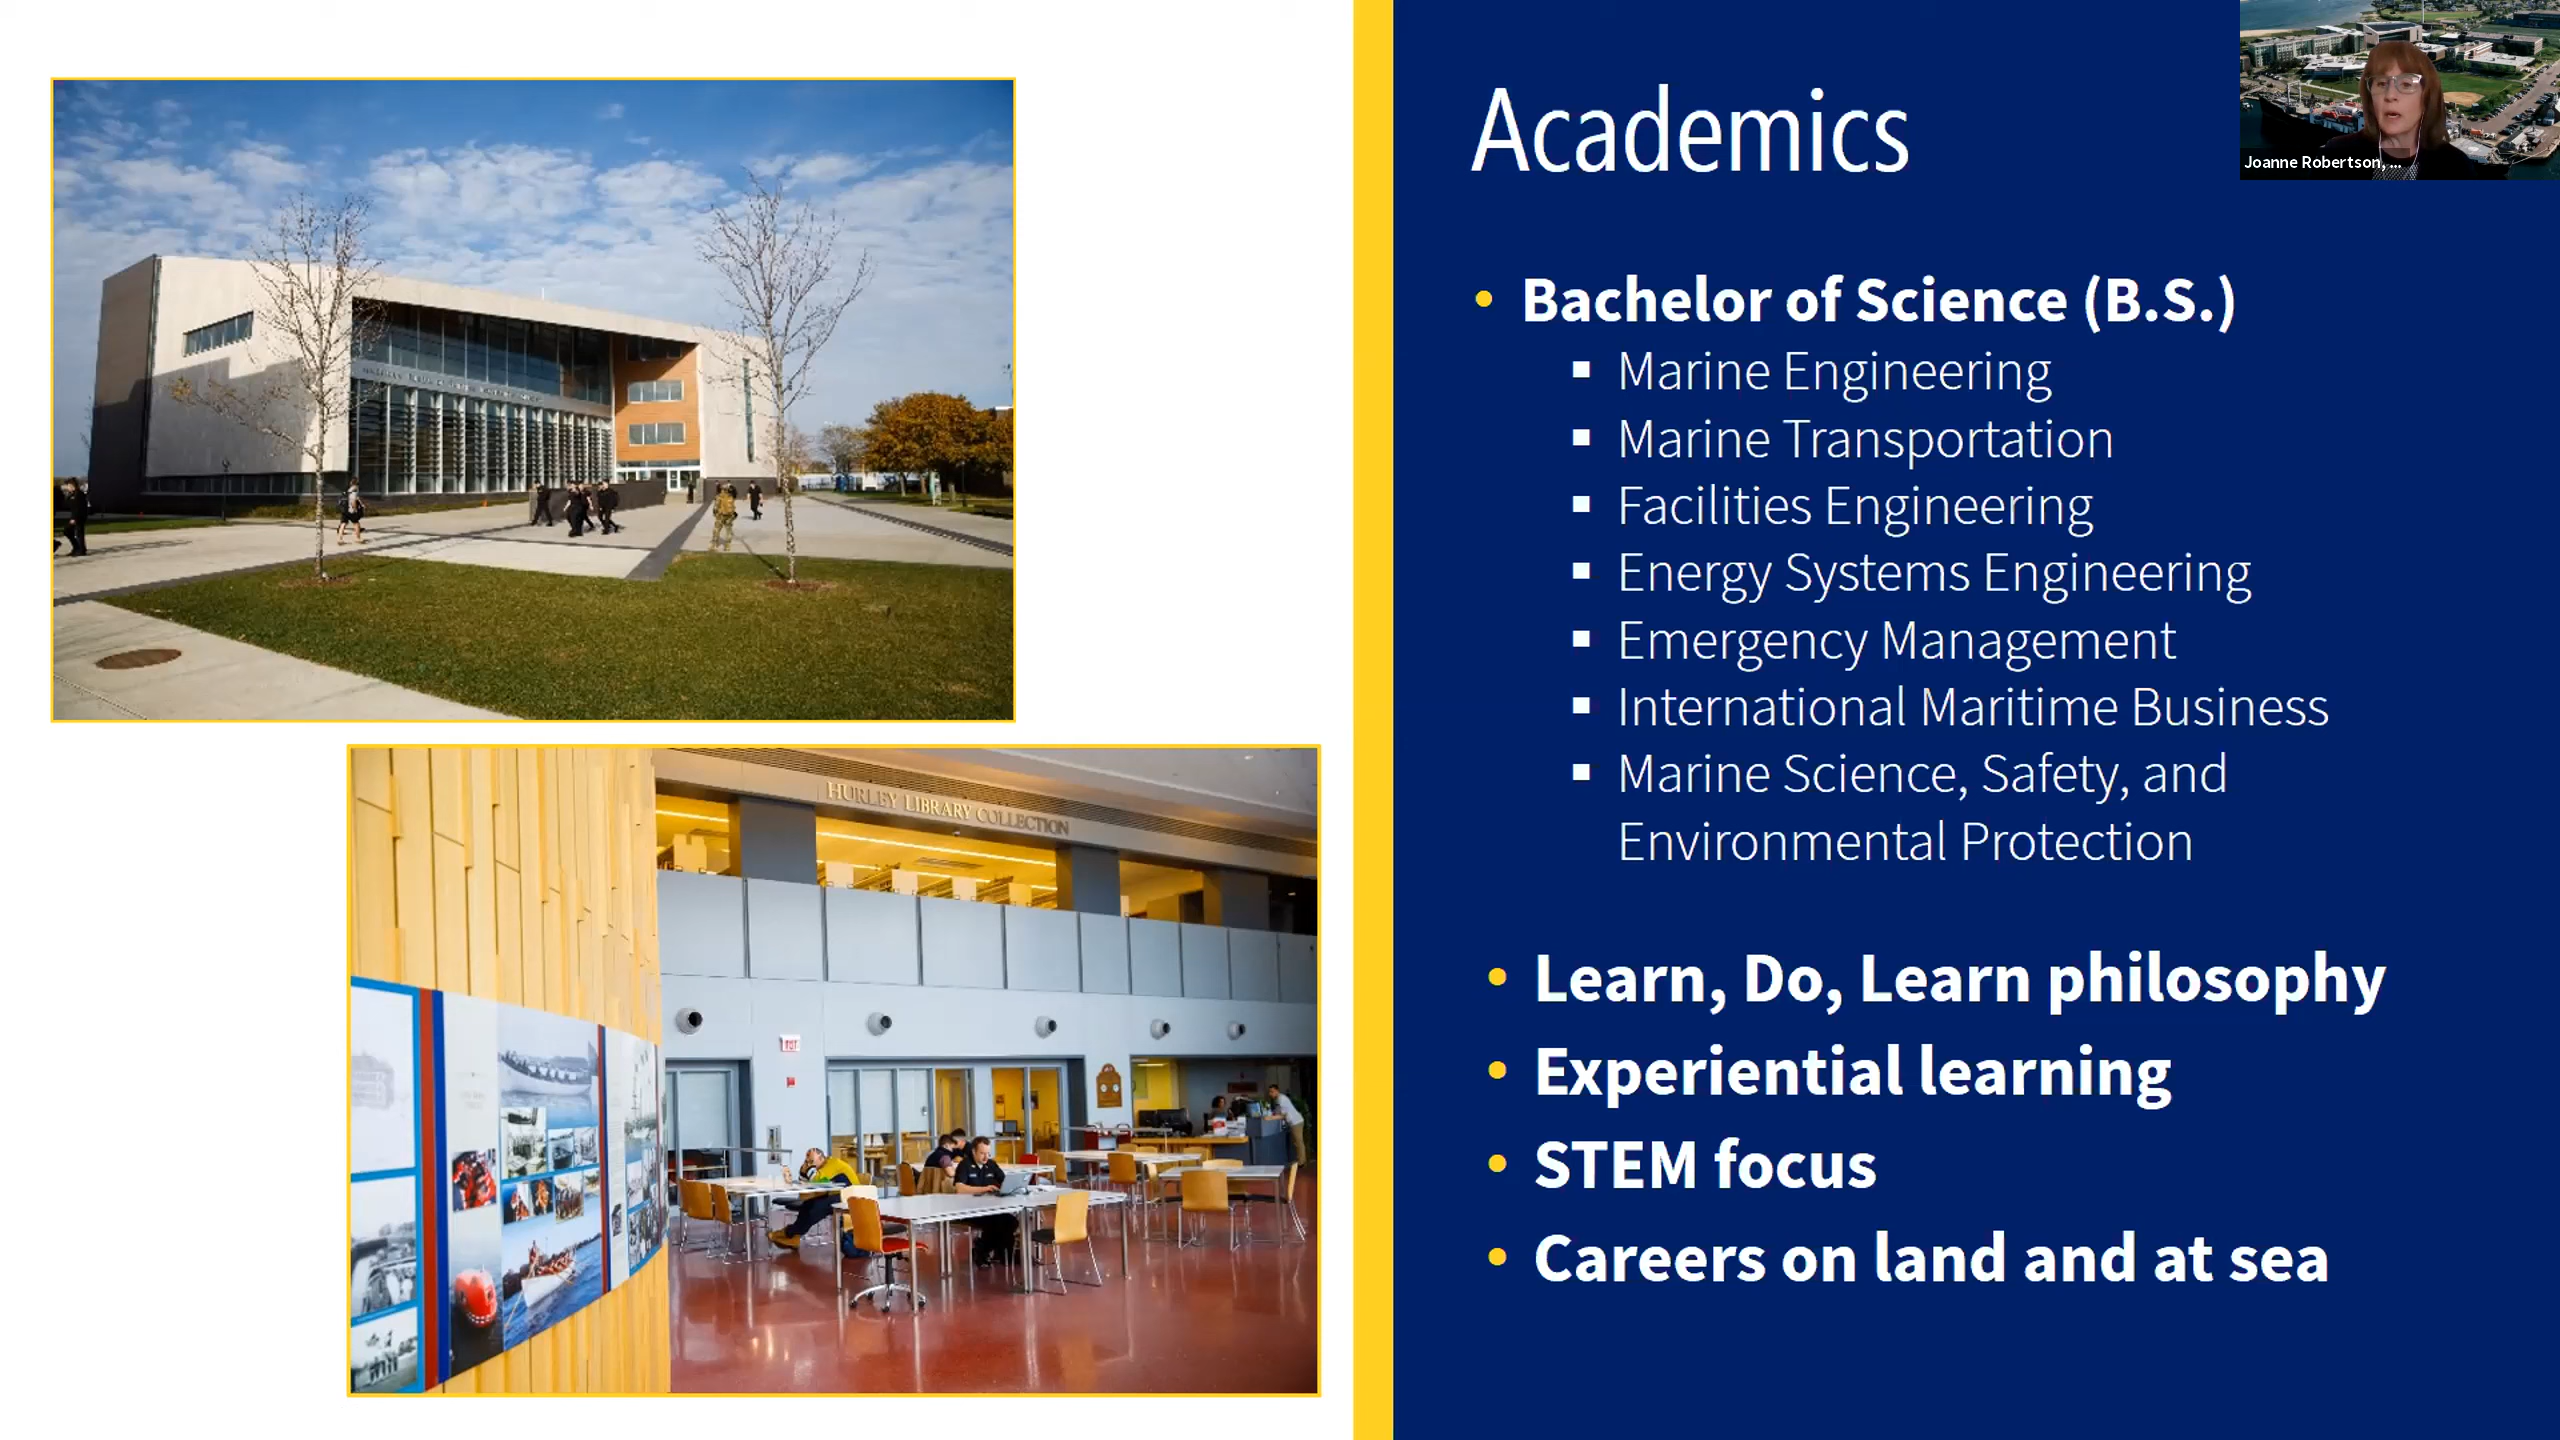 Academics
Joanne Robertson, ...
• Bachelor of Science (B.S.)
▪ Marine Engineering
▪ Marine Transportation
▪ Facilities Engineering
▪ Energy Systems Engineering
▪ Emergency Management
▪ International Maritime Business
▪ Marine Science, Safety, and
Environmental Protection
• Learn, Do, Learn philosophy
• Experiential learning
• STEM focus
• Careers on land and at sea
HURLEY LIBRARY COLLECTION
EXIT